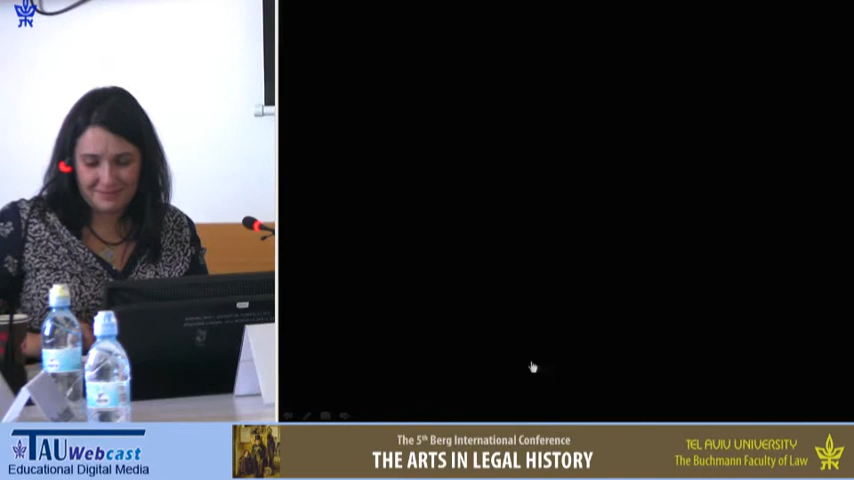 TAUWebcast
Educational Digital Media
The 5th Berg International Conference
THE ARTS IN LEGAL HISTORY
TEL AVIV UNIVERSITY
The Buchmann Faculty of Law